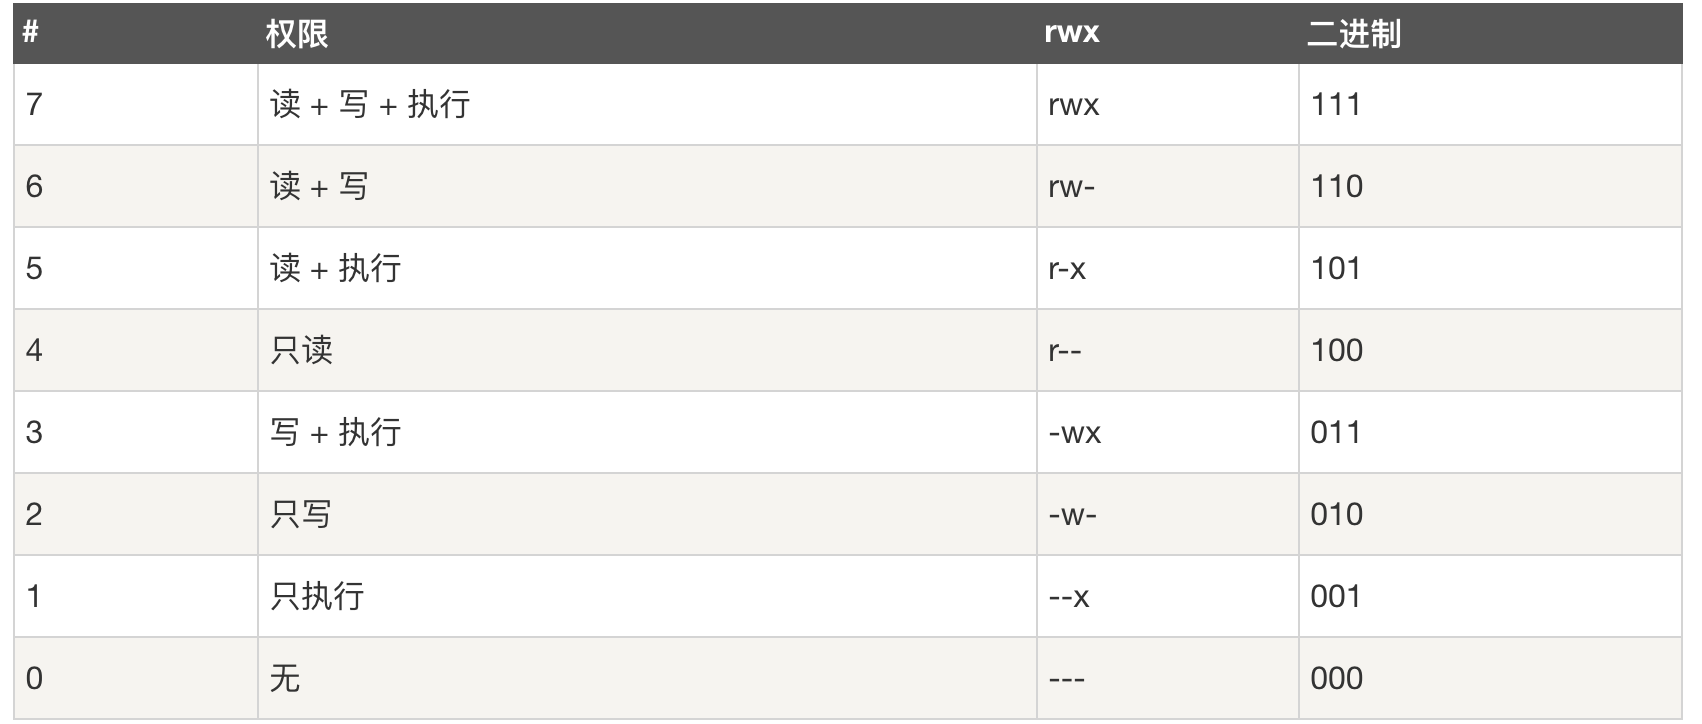 # 权限 rwx 二进制
7 读 + 写 + 执行 rwx 111
6 读 + 写 rw- 110
5 读 + 执行 r-x 101
4 只读 r-- 100
3 写 + 执行 -wx 011
2 只写 -w- 010
1 只执行 --x 001
0 无 --- 000